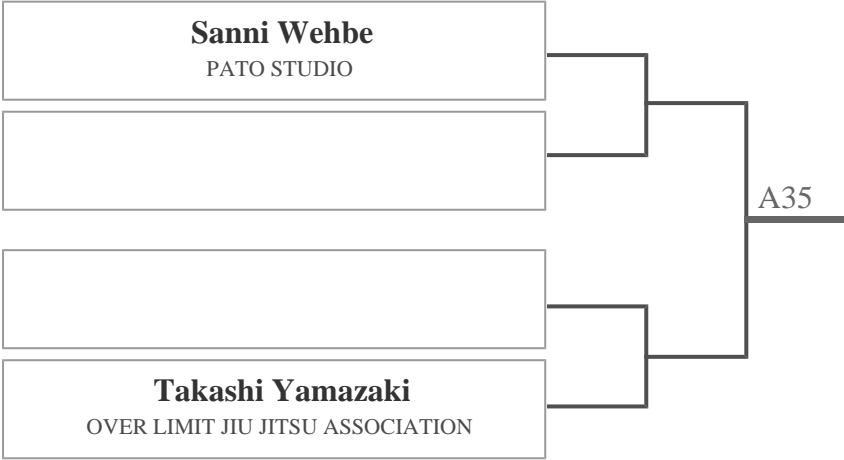 Sanni Wehbe
PATO STUDIO
A35
Takashi Yamazaki
OVER LIMIT JIU JITSU ASSOCIATION